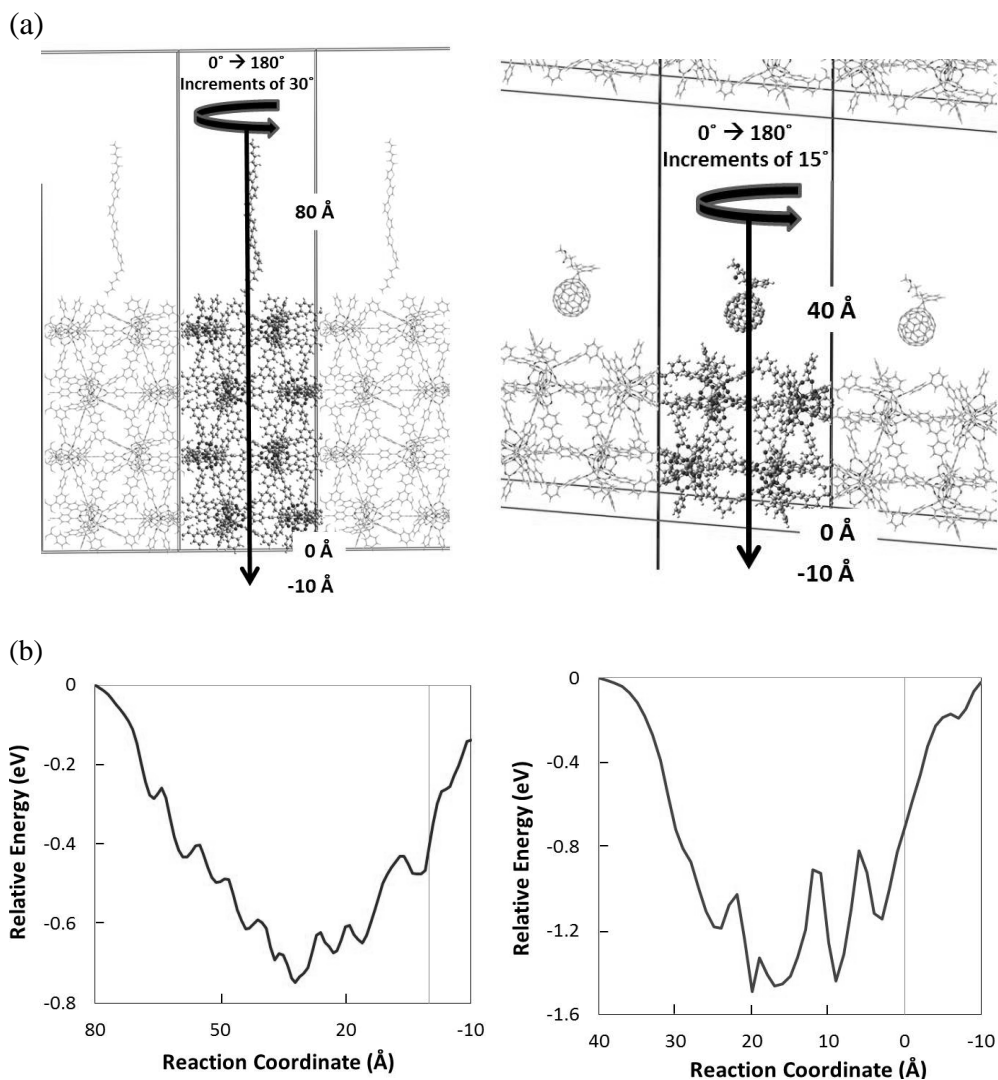 (a)
0˚ → 180˚
Increments of 30˚
80 Å
0 Å
-10 Å
0˚ → 180˚
Increments of 15˚
40 Å
0 Å
-10 Å
(b)
Relative Energy (eV)
0
-0.2
-0.4
-0.6
-0.8
80
50
20
-10
Reaction Coordinate (Å)
Relative Energy (eV)
0
-0.4
-0.8
-1.2
-1.6
40
30
20
10
0
-10
Reaction Coordinate (Å)